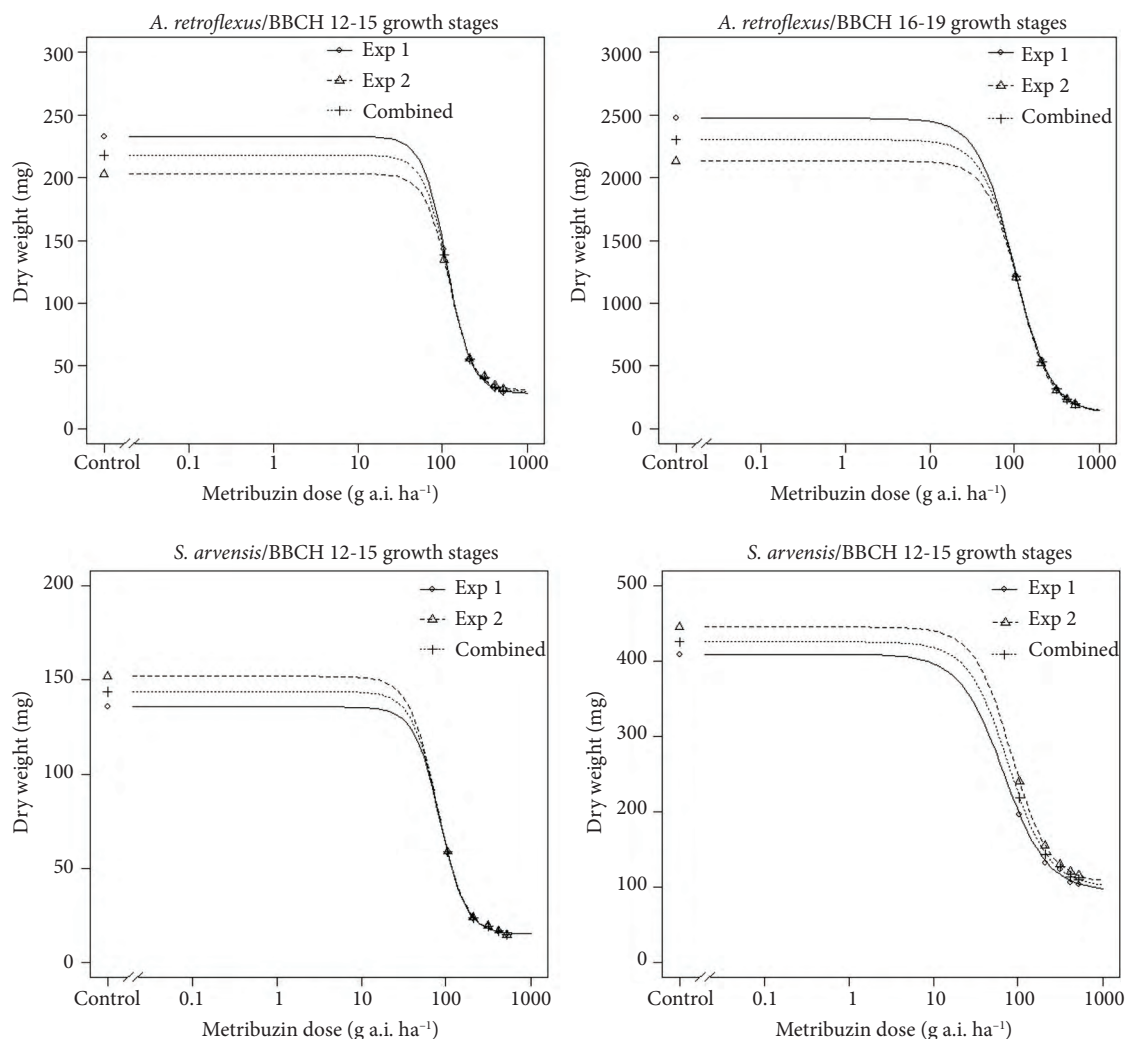 A. retroflexus/BBCH 12-15 growth stages
300
250
200
150
100
50
0
Dry weight (mg)
Exp 1
Exp 2
Combined
Control
0.1
1
10
100
1000
Metribuzin dose (g a.i. ha⁻¹)
A. retroflexus/BBCH 16-19 growth stages
3000
2500
2000
2000
1000
500
0
Dry weight (mg)
Exp 1
Exp 2
Combined
Control
0.1
1
10
100
1000
Metribuzin dose (g a.i. ha⁻¹)
S. arvensis/BBCH 12-15 growth stages
200
150
100
50
0
Dry weight (mg)
Exp 1
Exp 2
Combined
Control
0.1
1
10
100
1000
Metribuzin dose (g a.i. ha⁻¹)
S. arvensis/BBCH 12-15 growth stages
500
400
300
200
100
0
Dry weight (mg)
Exp 1
Exp 2
Combined
Control
0.1
1
10
100
1000
Metribuzin dose (g a.i. ha⁻¹)